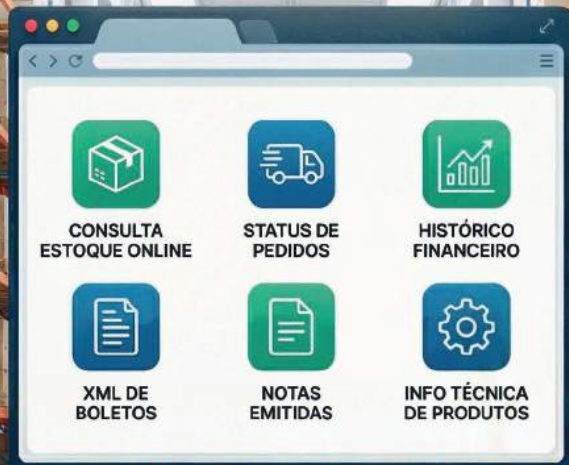 CONSULTA
ESTOQUE ONLINE
STATUS DE
PEDIDOS
HISTÓRICO
FINANCEIRO
XML DE
BOLETOS
NOTAS
EMITIDAS
INFO TÉCNICA
DE PRODUTOS